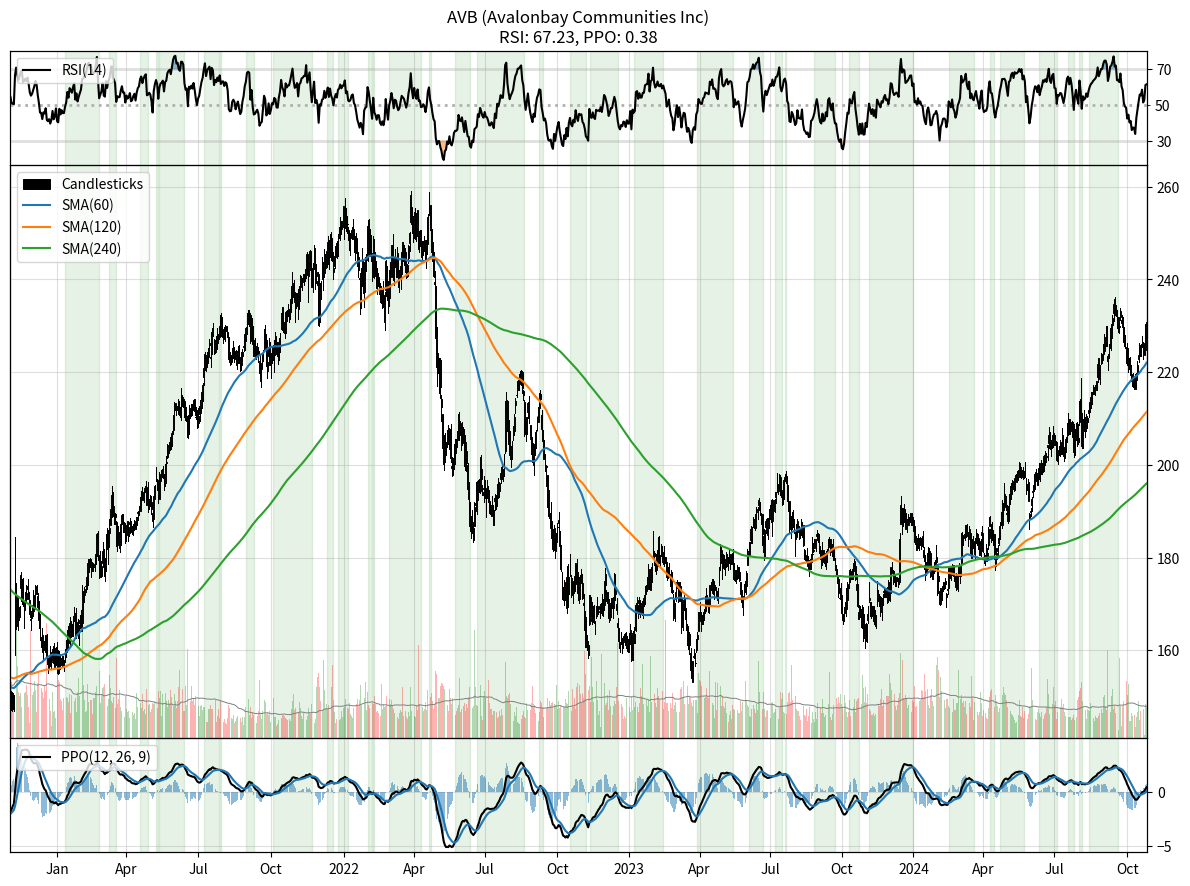 AVB (Avalonbay Communities Inc)
RSI: 67.23, PPO: 0.38
RSI(14)
70
50
30
Candlesticks
SMA(60)
SMA(120)
SMA(240)
260
240
220
200
180
160
PPO(12, 26, 9)
0
−5
Jan Apr Jul Oct 2022 Apr Jul Oct 2023 Apr Jul Oct 2024 Apr Jul Oct